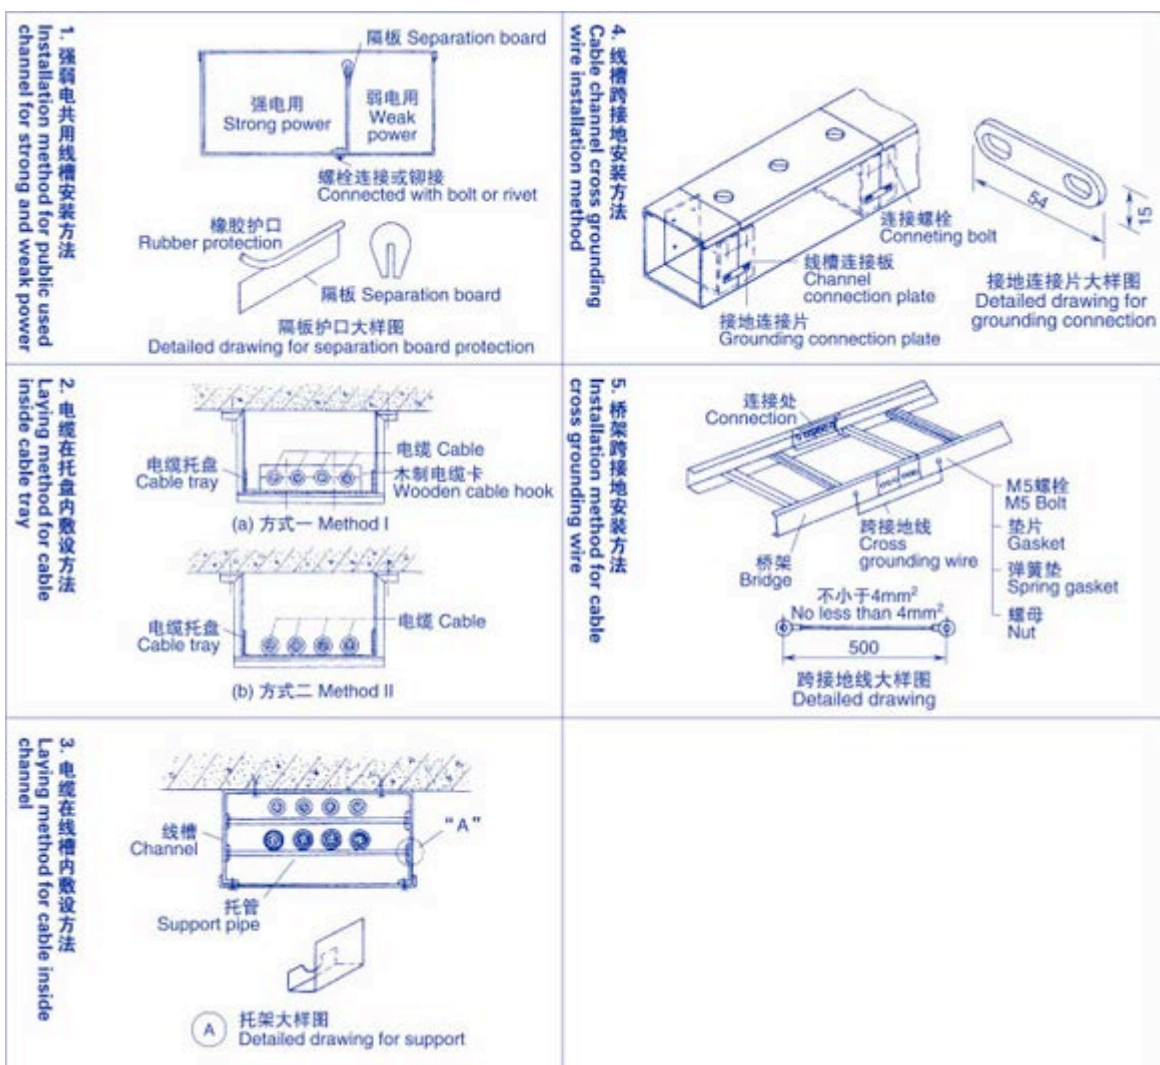 1. 强弱电共用线槽安装方法
Installation method for public used
channel for strong and weak power
隔板 Separation board
强电用
Strong power
弱电用
Weak
power
螺栓连接或铆接
Connected with bolt or rivet
橡胶护口
Rubber protection
隔板 Separation board
隔板护口大样图
Detailed drawing for separation board protection
2. 电缆在托盘内敷设方法
Laying method for cable
inside cable tray
电缆托盘
Cable tray
电缆 Cable
木制电缆卡
Wooden cable hook
(a) 方式一 Method I
电缆托盘
Cable tray
电缆 Cable
(b) 方式二 Method II
3. 电缆在线槽内敷设方法
Laying method for cable inside
channel
线槽
Channel
"A"
托管
Support pipe
A
托架大样图
Detailed drawing for support
4. 线槽跨接地安装方法
Cable channel cross grounding
wire installation method
连接螺栓
Conneting bolt
线槽连接板
Channel
connection plate
接地连接片
Grounding connection plate
54
15
接地连接片大样图
Detailed drawing for
grounding connection
5. 桥架跨接地安装方法
Installation method for cable
cross grounding wire
连接处
Connection
M5螺栓
M5 Bolt
垫片
Gasket
弹簧垫
Spring gasket
螺母
Nut
跨接地线
Cross
grounding wire
桥架
Bridge
不小于4mm²
No less than 4mm²
500
跨接地线大样图
Detailed drawing